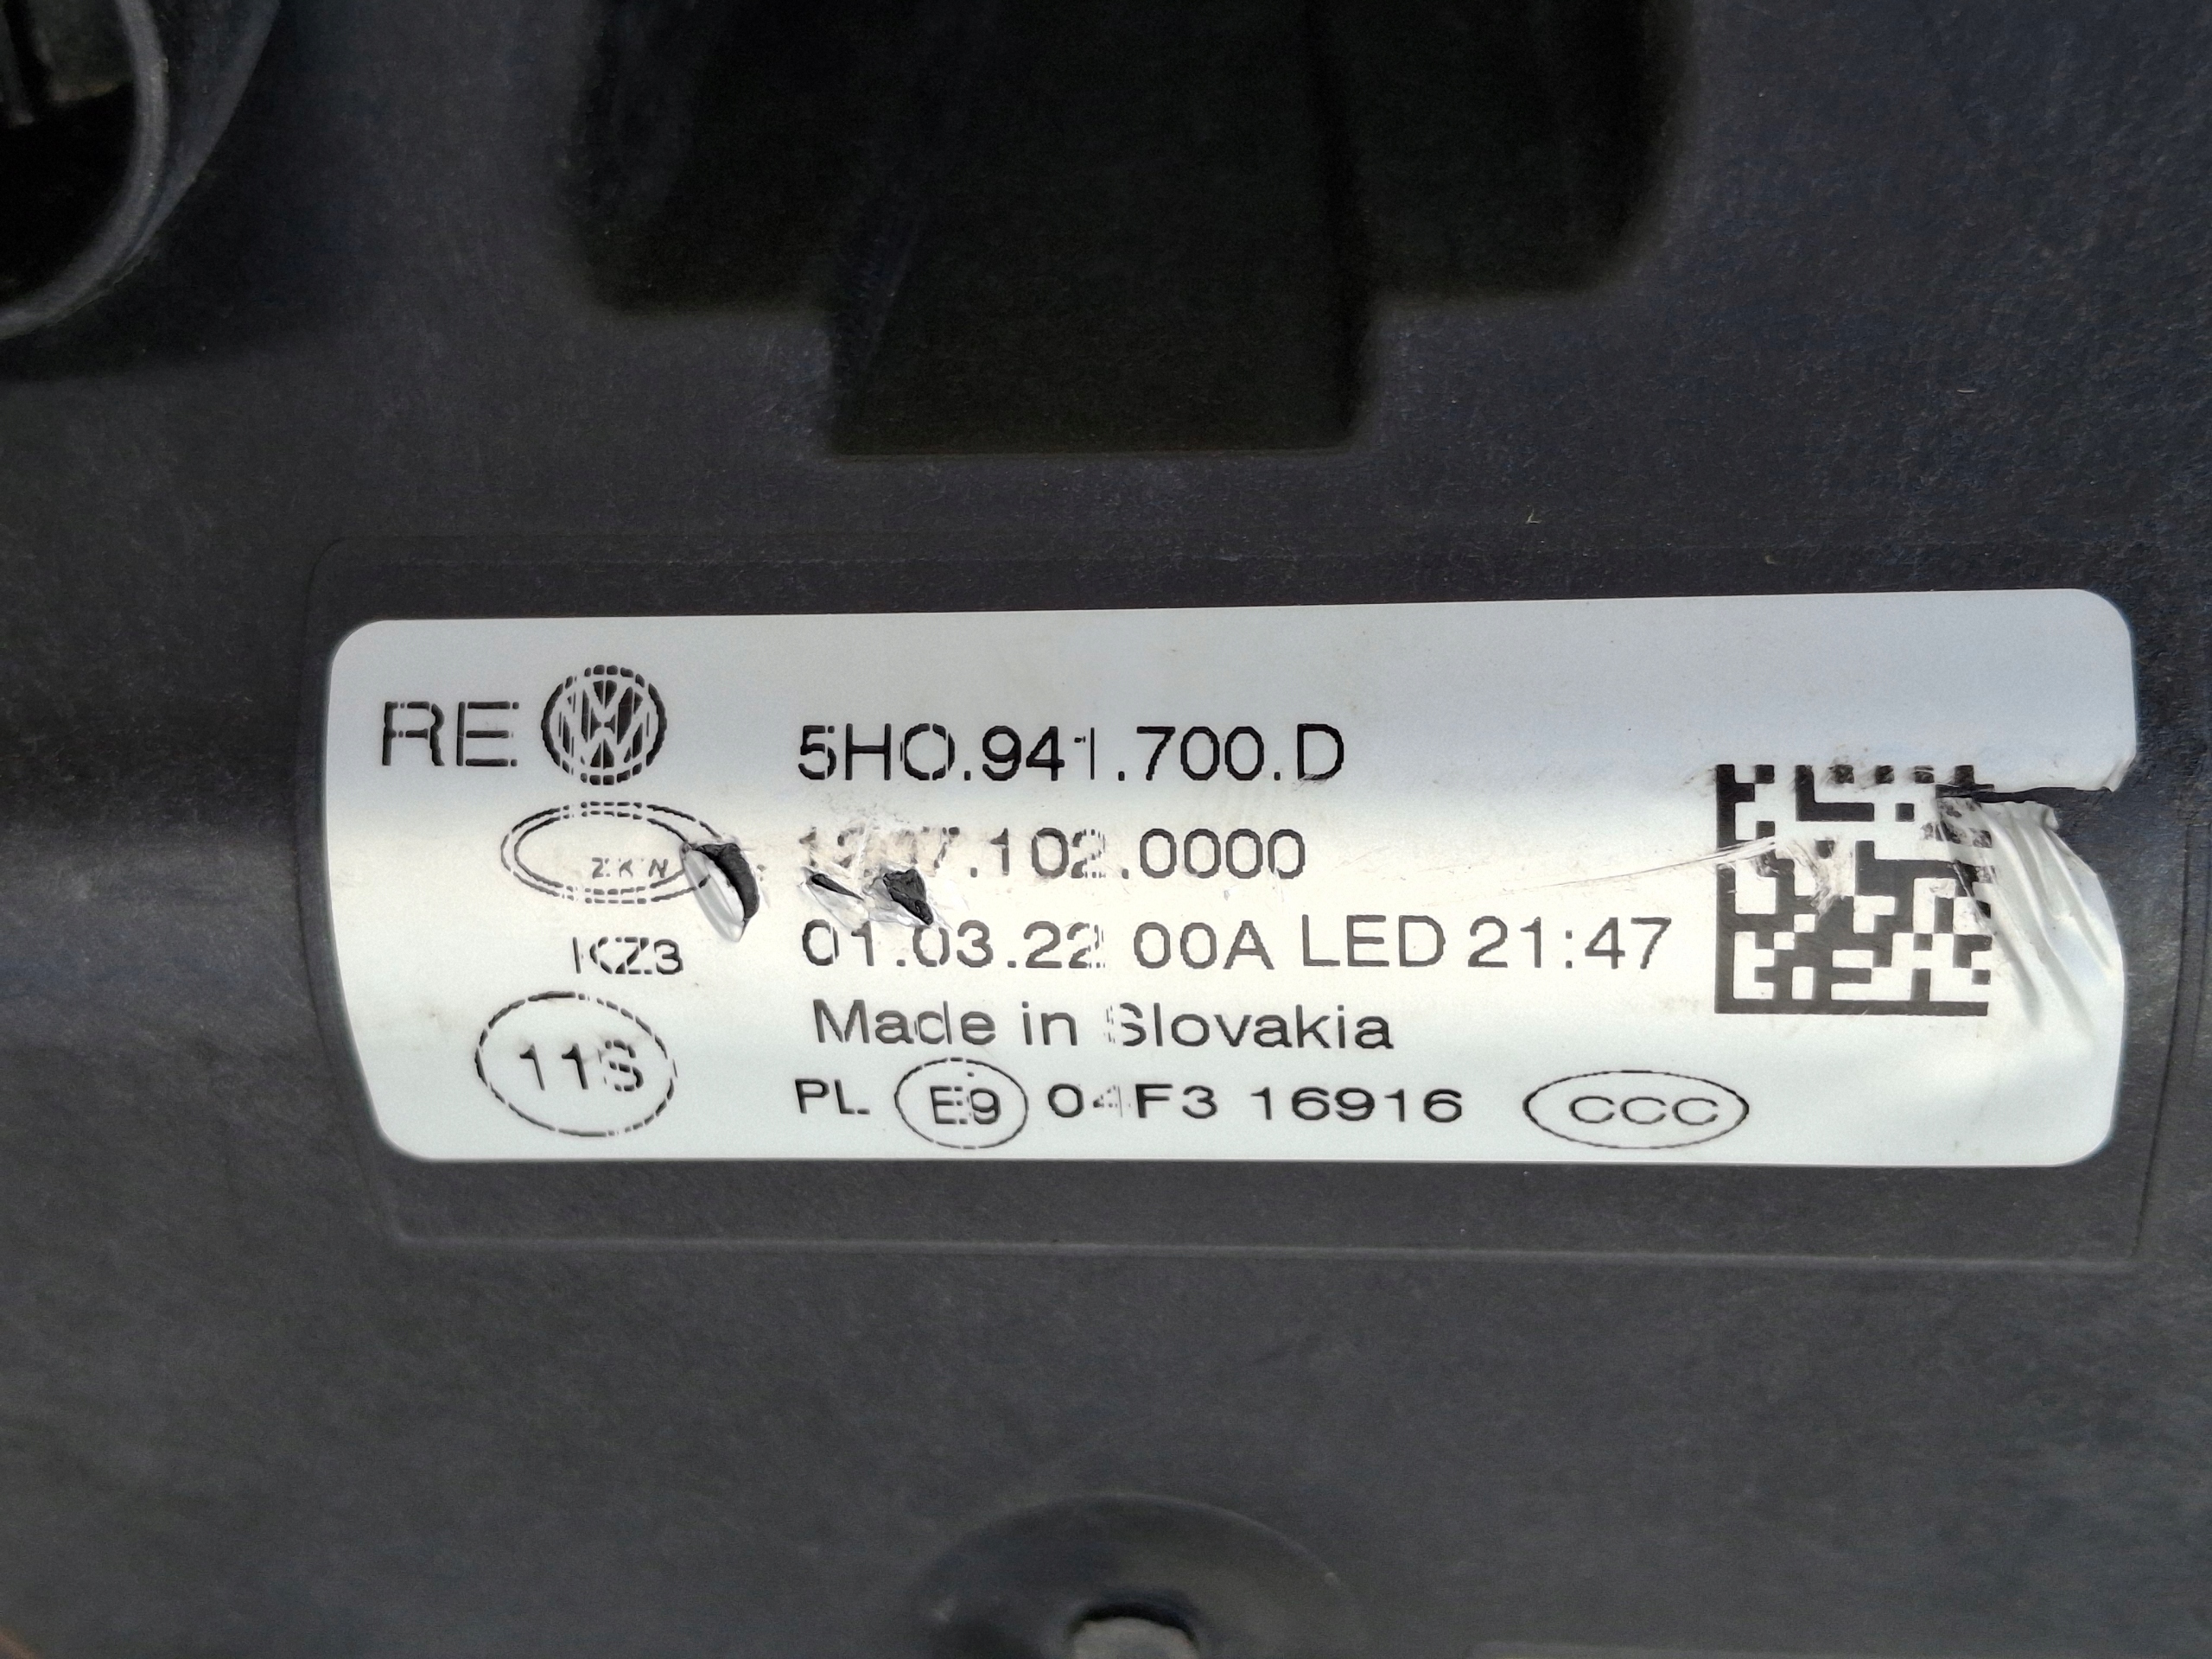 RE 5H0.941.700.D
ZKW .102.0000
KZ3 01.03.22 00A LED 21:47
Made in Slovakia
11S PL E9 04F3 16916 CCC